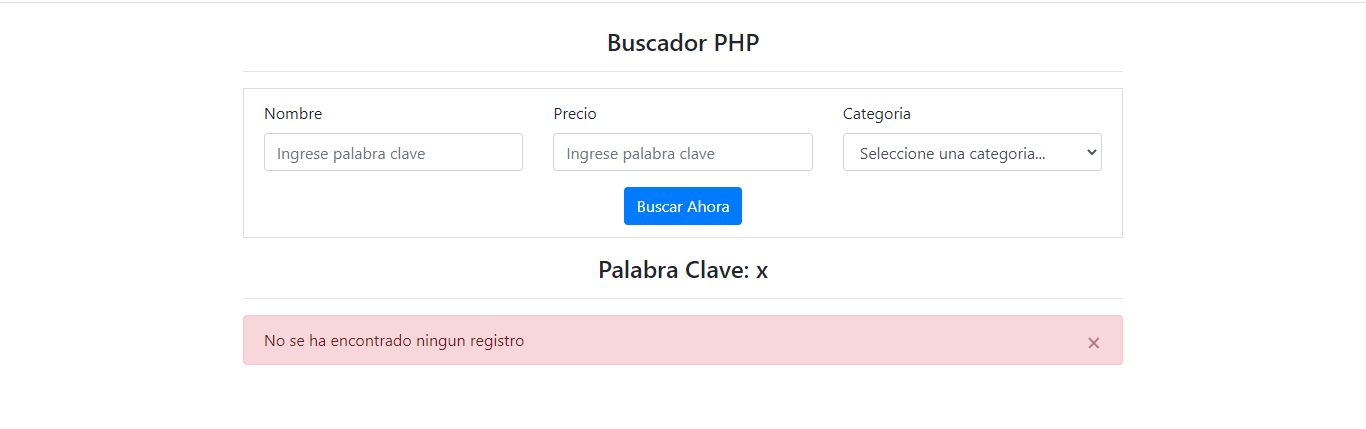 Buscador PHP
Nombre Precio Categoria
Ingrese palabra clave Ingrese palabra clave Seleccione una categoria...
Buscar Ahora
Palabra Clave: x
No se ha encontrado ningun registro ×